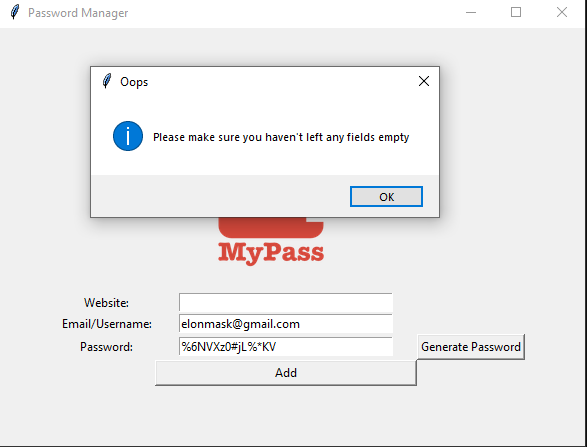 Password Manager
Oops
Please make sure you haven't left any fields empty
OK
MyPass
Website:
Email/Username: elonmask@gmail.com
Password: %6NVXz0#jL%*KV Generate Password
Add